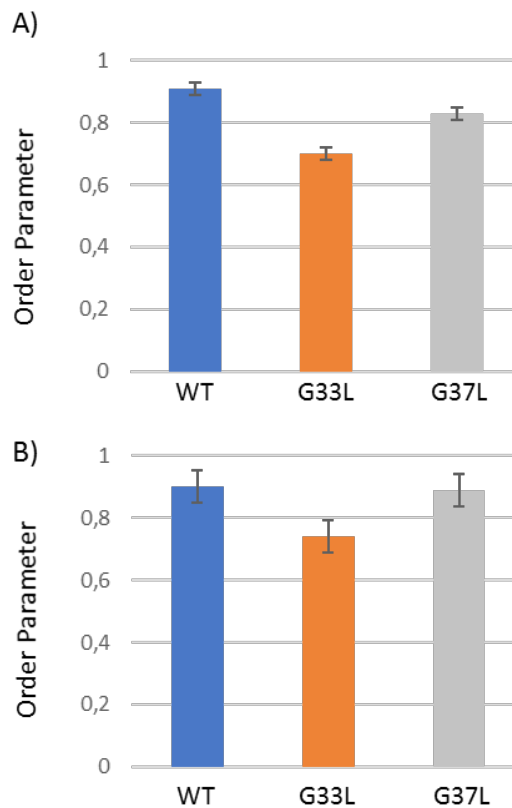 A)
Order Parameter
1
0,8
0,6
0,4
0,2
0
WT G33L G37L
B)
Order Parameter
1
0,8
0,6
0,4
0,2
0
WT G33L G37L